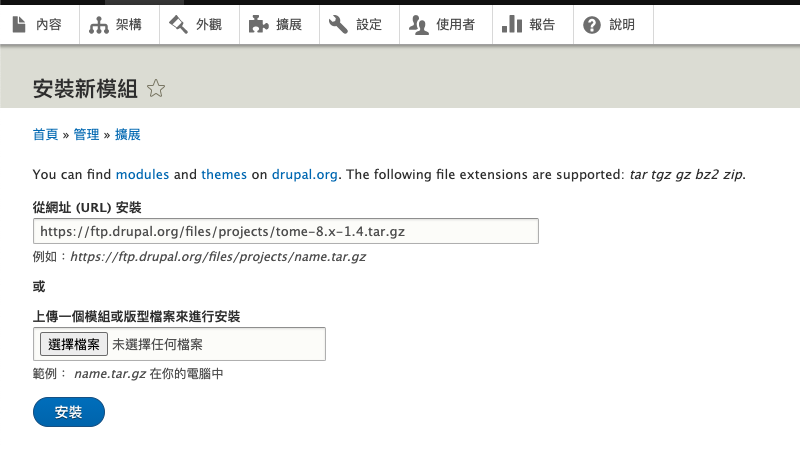 內容 架構 外觀 擴展 設定 使用者 報告 說明
安裝新模組
首頁 » 管理 » 擴展
You can find modules and themes on drupal.org. The following file extensions are supported: tar tgz gz bz2 zip.
從網址 (URL) 安裝
https://ftp.drupal.org/files/projects/tome-8.x-1.4.tar.gz
例如：https://ftp.drupal.org/files/projects/name.tar.gz
或
上傳一個模組或版型檔案來進行安裝
選擇檔案 未選擇任何檔案
範例： name.tar.gz 在你的電腦中
安裝